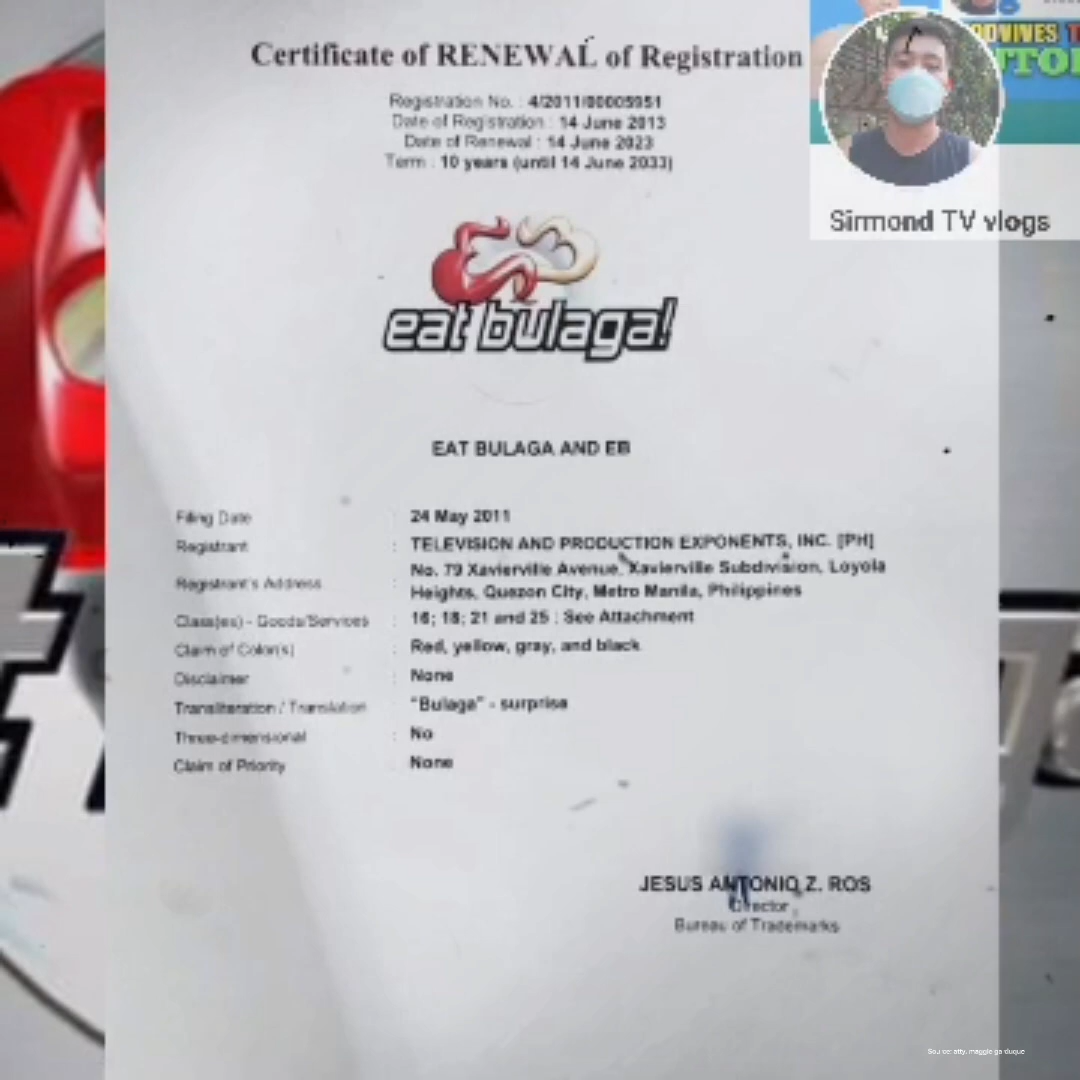 Certificate of RENEWAL of Registration
Registration No. : 4/2011/00005951
Date of Registration : 14 June 2013
Date of Renewal : 14 June 2023
Term : 10 years (until 14 June 2033)
eat bulaga!
EAT BULAGA AND EB
Filing Date : 24 May 2011
Registrant : TELEVISION AND PRODUCTION EXPONENTS, INC. [PH]
Registrant's Address : No. 79 Xavierville Avenue, Xavierville Subdivision, Loyola
Heights, Quezon City, Metro Manila, Philippines
Class(es) - Goods/Services : 16; 18; 21 and 25 : See Attachment
Claim of Color(s) : Red, yellow, gray, and black
Disclaimer : None
Transliteration / Translation : "Bulaga" - surprise
Three-dimensional : No
Claim of Priority : None
JESUS ANTONIO Z. ROS
Director
Bureau of Trademarks
Sirmond TV vlogs
Source: atty. maggie garduque